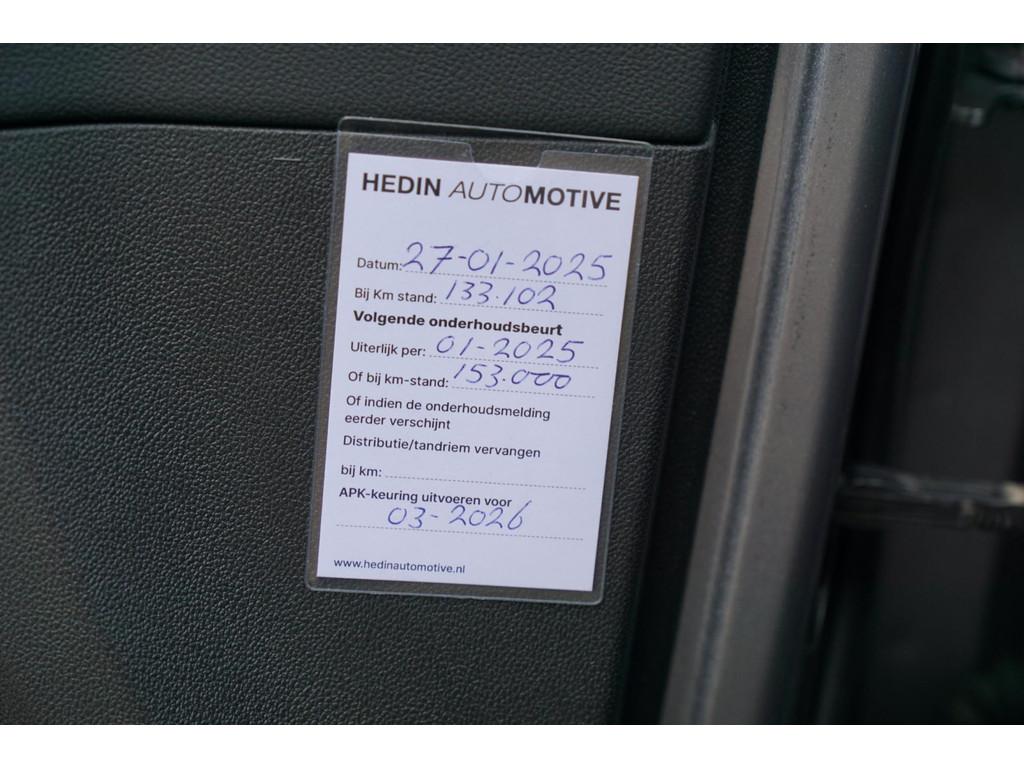 HEDIN AUTOMOTIVE
Datum: 27-01-2025
Bij Km stand: 133.102
Volgende onderhoudsbeurt
Uiterlijk per: 01-2025
Of bij km-stand: 153.000
Of indien de onderhoudsmelding
eerder verschijnt
Distributie/tandriem vervangen
bij km:
APK-keuring uitvoeren voor
03-2026
www.hedinautomotive.nl